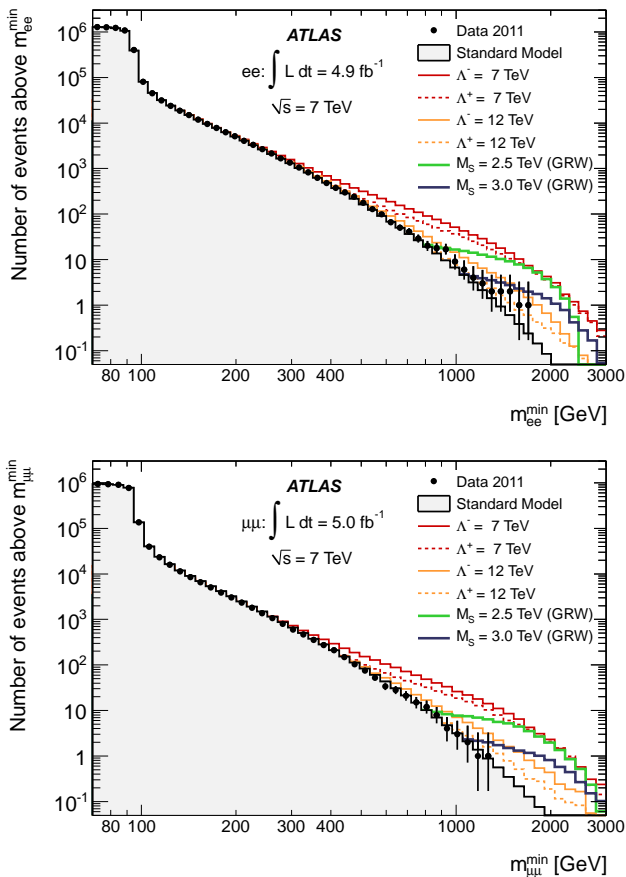 Number of events above m_ee^min
10^6
10^5
10^4
10^3
10^2
10
1
10^-1
ATLAS
ee: ∫ L dt = 4.9 fb^-1
√s = 7 TeV
Data 2011
Standard Model
Λ^- = 7 TeV
Λ^+ = 7 TeV
Λ^- = 12 TeV
Λ^+ = 12 TeV
M_S = 2.5 TeV (GRW)
M_S = 3.0 TeV (GRW)
80 100 200 300 400 1000 2000 3000
m_ee^min [GeV]
Number of events above m_μμ^min
10^6
10^5
10^4
10^3
10^2
10
1
10^-1
ATLAS
μμ: ∫ L dt = 5.0 fb^-1
√s = 7 TeV
Data 2011
Standard Model
Λ^- = 7 TeV
Λ^+ = 7 TeV
Λ^- = 12 TeV
Λ^+ = 12 TeV
M_S = 2.5 TeV (GRW)
M_S = 3.0 TeV (GRW)
80 100 200 300 400 1000 2000 3000
m_μμ^min [GeV]